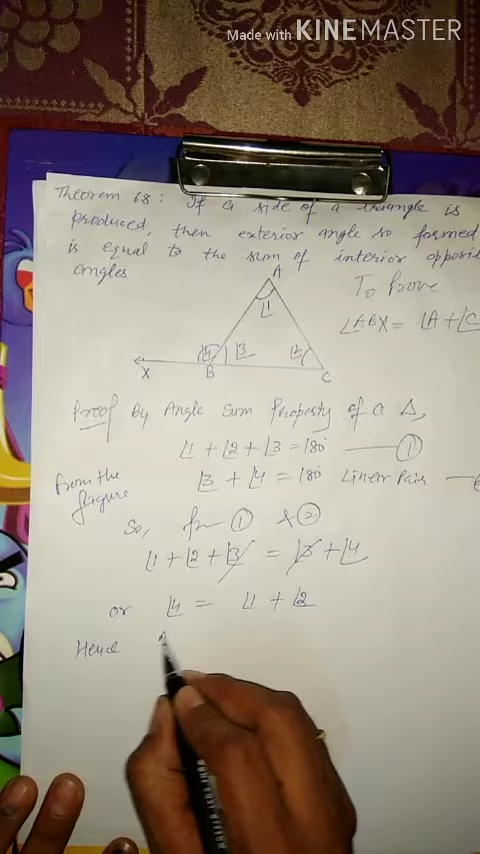 Made with KINEMASTER
Theorem 6.8: If a side of a triangle is
produced, then exterior angle so formed
is equal to the sum of interior opposi
angles
A
To Prove
∠ABX = ∠A + ∠C
∠1
∠4 ∠3 ∠2
X B C
Proof By Angle Sum Property of a Δ,
∠1 + ∠2 + ∠3 = 180° —— ①
from the
figure
∠3 + ∠4 = 180° Linear Pair —
So, from ① & ②
∠1 + ∠2 + ∠3 = ∠3 + ∠4
or ∠4 = ∠1 + ∠2
Hence